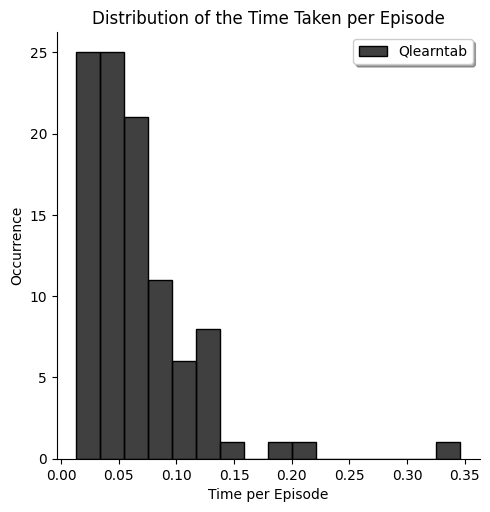 Distribution of the Time Taken per Episode
Qlearntab
25
20
15
10
5
0
Occurrence
0.00 0.05 0.10 0.15 0.20 0.25 0.30 0.35
Time per Episode